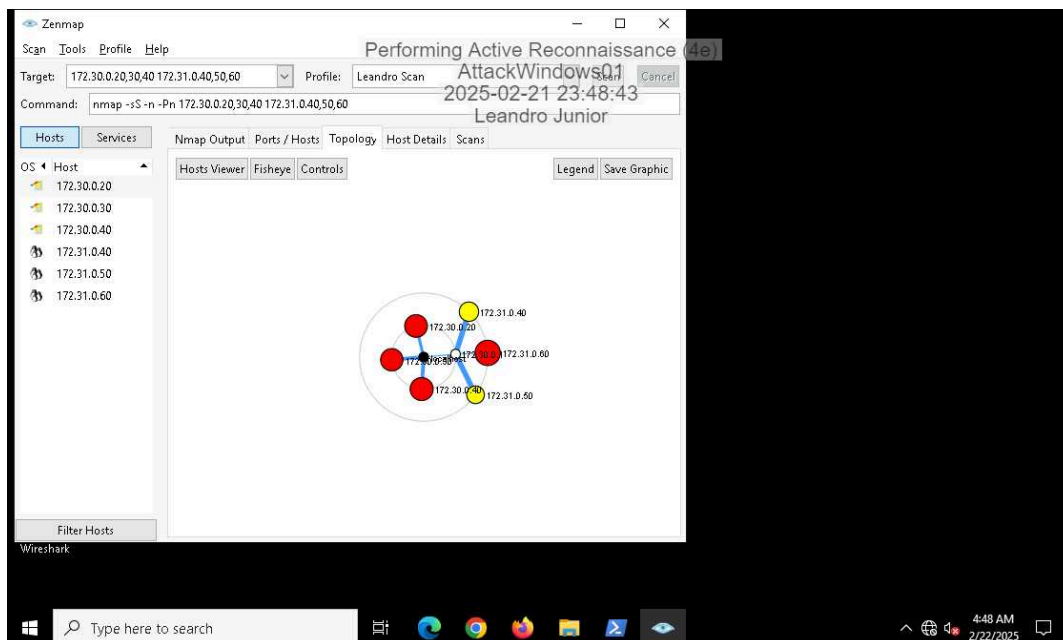 Zenmap
Scan Tools Profile Help
Performing Active Reconnaissance (4e)
Target: 172.30.0.20,30,40 172.31.0.40,50,60 Profile: Leandro Scan Cancel
AttackWindows01
2025-02-21 23:48:43
Leandro Junior
Command: nmap -sS -n -Pn 172.30.0.20,30,40 172.31.0.40,50,60
Hosts Services Nmap Output Ports / Hosts Topology Host Details Scans
OS Host
Hosts Viewer Fisheye Controls Legend Save Graphic
172.30.0.20
172.30.0.30
172.30.0.40
172.31.0.40
172.31.0.50
172.31.0.60
172.31.0.40
172.30.0.20
172.31.0.60
172.30.0.40
172.31.0.50
Filter Hosts
Wireshark
Type here to search
4:48 AM
2/22/2025